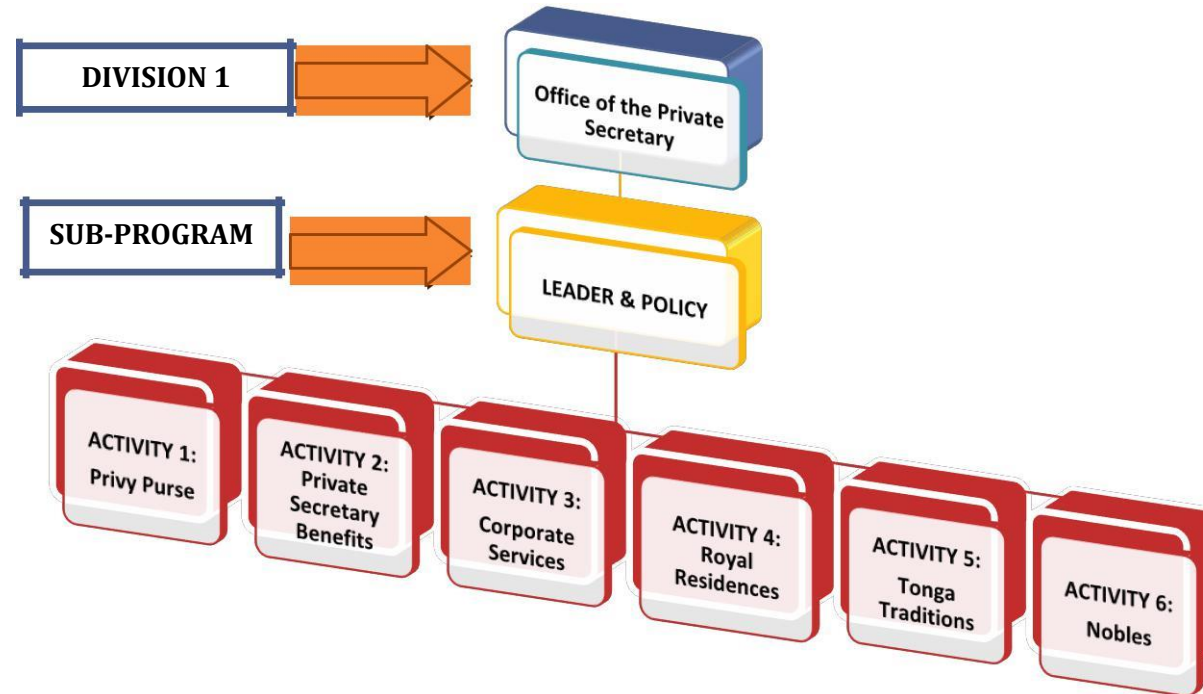 DIVISION 1
Office of the Private
Secretary
SUB-PROGRAM
LEADER & POLICY
ACTIVITY 1:
Privy Purse
ACTIVITY 2:
Private
Secretary
Benefits
ACTIVITY 3:
Corporate
Services
ACTIVITY 4:
Royal
Residences
ACTIVITY 5:
Tonga
Traditions
ACTIVITY 6:
Nobles